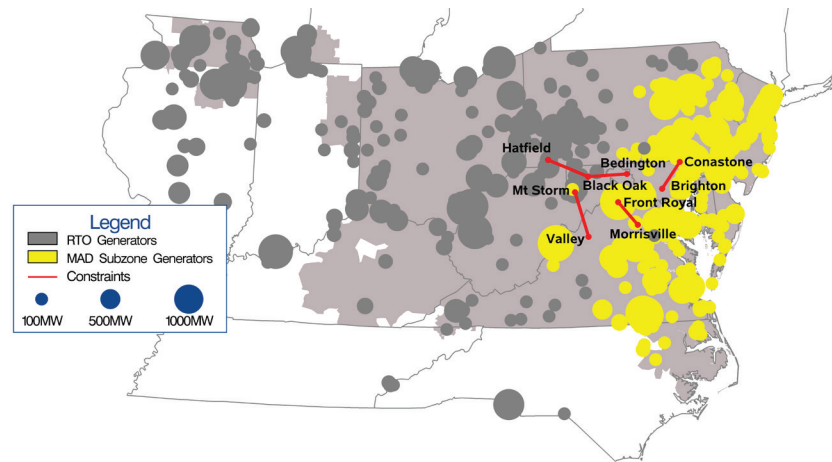 Hatfield
Bedington
Conastone
Mt Storm
Black Oak
Brighton
Front Royal
Valley
Morrisville
Legend
RTO Generators
MAD Subzone Generators
Constraints
100MW 500MW 1000MW